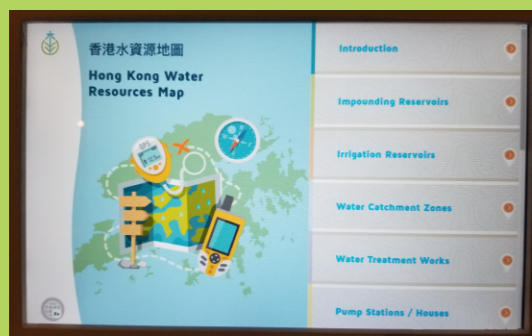 香港水資源地圖
Hong Kong Water
Resources Map
GPS
Introduction
Impounding Reservoirs
Irrigation Reservoirs
Water Catchment Zones
Water Treatment Works
Pump Stations / Houses